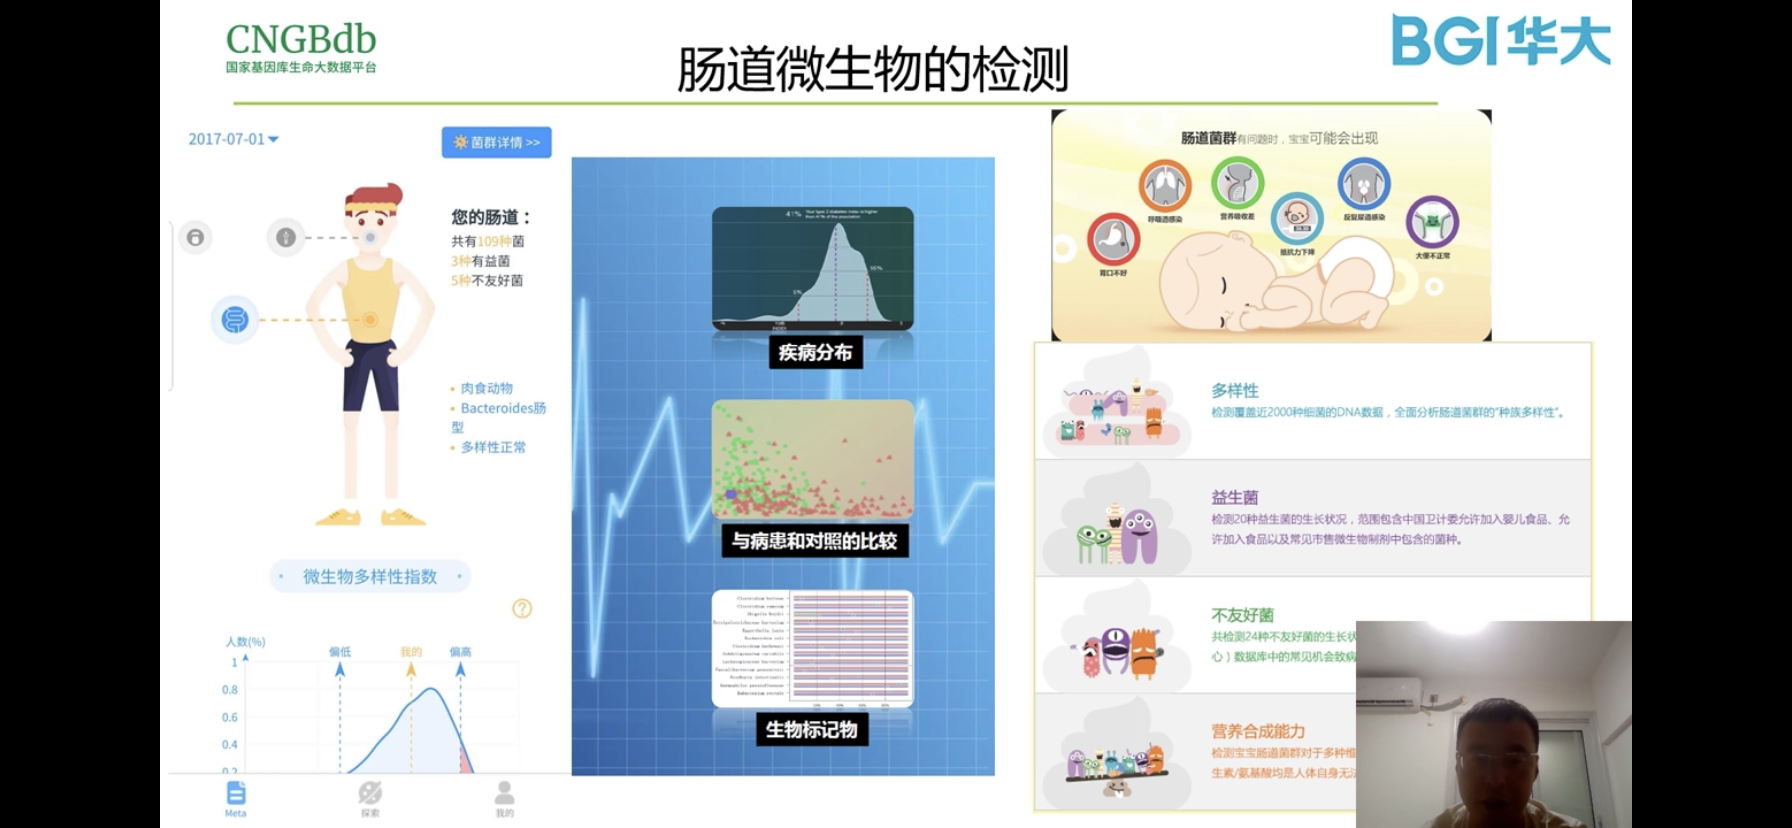 CNGBdb
国家基因库生命大数据平台
肠道微生物的检测
BGI华大
2017-07-01
菌群详情 >>
您的肠道：
共有109种菌
3种有益菌
5种不友好菌
肉食动物
Bacteroides肠
型
多样性正常
微生物多样性指数
?
人数(%)
偏低
我的
偏高
1
0.8
0.6
0.4
0.2
Meta
探索
我的
41%
Your type 2 diabetes index is higher
than 41% of the population
疾病分布
与病患和对照的比较
生物标记物
肠道菌群有问题时，宝宝可能会出现
呼吸道感染
营养吸收差
抵抗力下降
反复尿道感染
大便不正常
胃口不好
多样性
检测覆盖近2000种细菌的DNA数据，全面分析肠道菌群的“种族多样性”。
益生菌
检测20种益生菌的生长状况，范围包含中国卫计委允许加入婴儿食品、允
许加入食品以及常见市售微生物制剂中包含的菌种。
不友好菌
共检测24种不友好菌的生长状
心）数据库中的常见机会致病
营养合成能力
检测宝宝肠道菌群对于多种维
生素/氨基酸均是人体自身无法